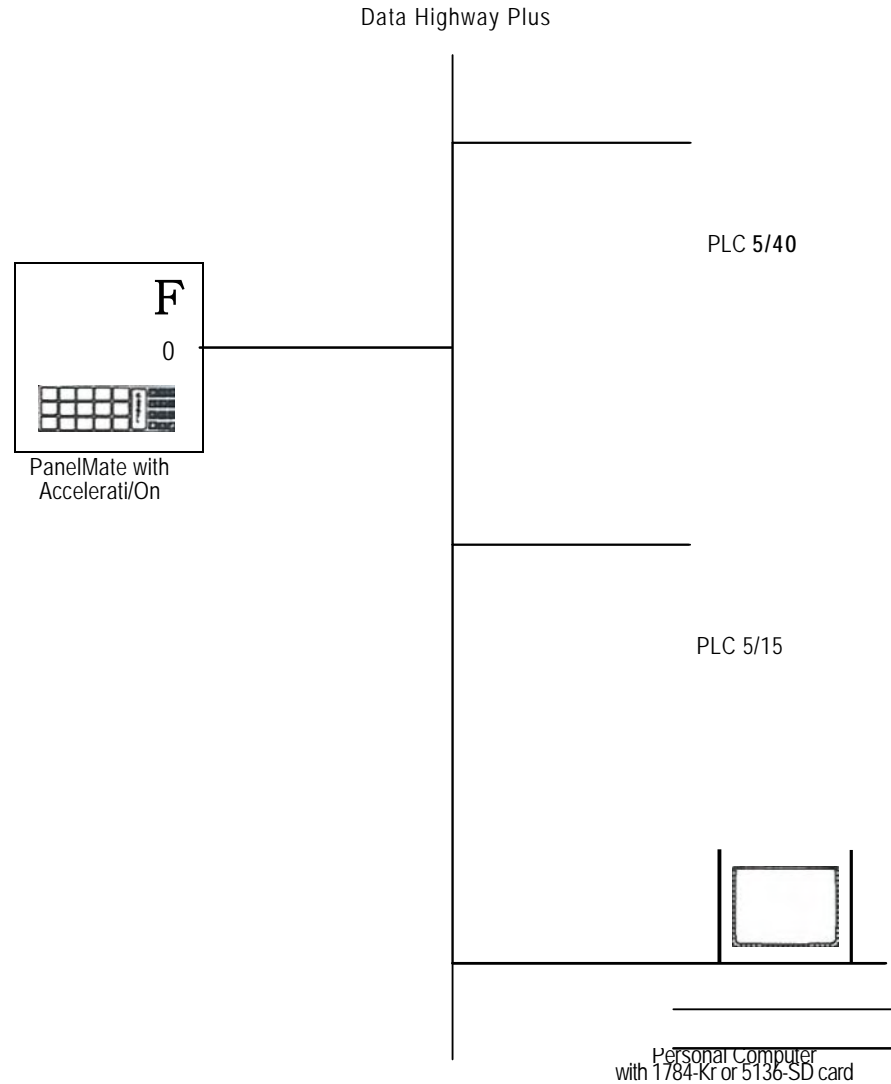 Data Highway Plus
PLC 5/40
F
0
PanelMate with
Accelerati/On
PLC 5/15
Personal Computer
with 1784-Kr or 5136-SD card